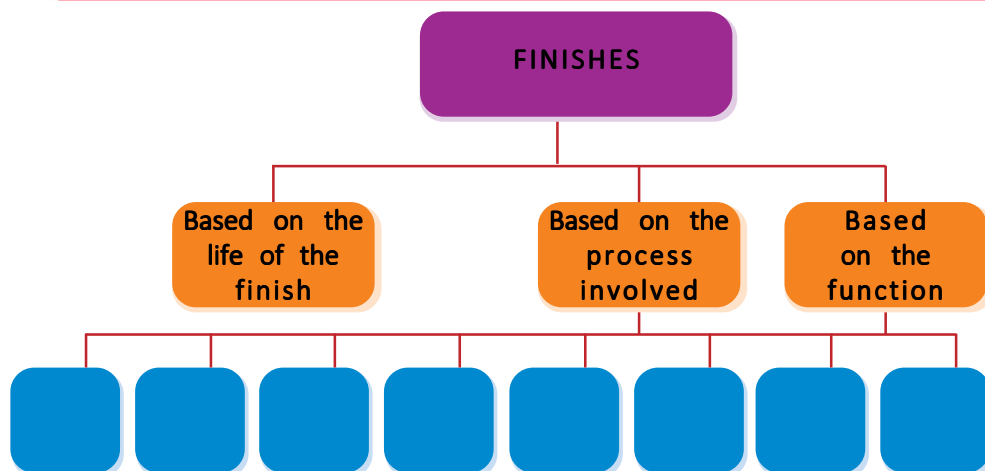 FINISHES
Based on the
life of the
finish
Based on the
process
involved
Based
on the
function